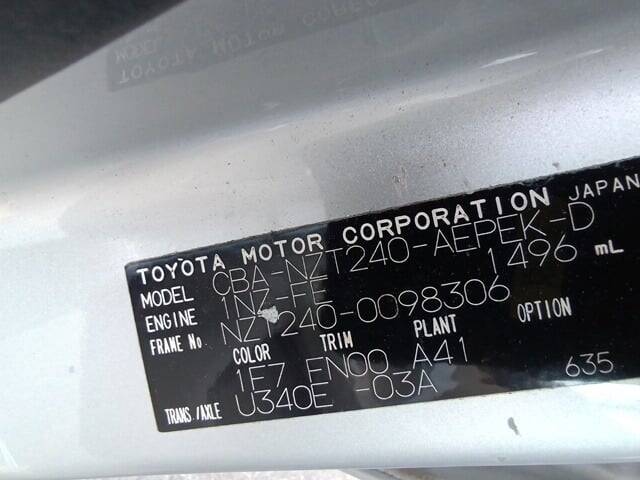 TOYOTA MOTOR CORPORATION JAPAN
MODEL CBA-NZT240-AEPEK-D
ENGINE 1NZ-FE 1496 mL
FRAME No. NZT240-0098306
COLOR TRIM PLANT OPTION
1E7 EN00 A41
TRANS./AXLE U340E -03A 635